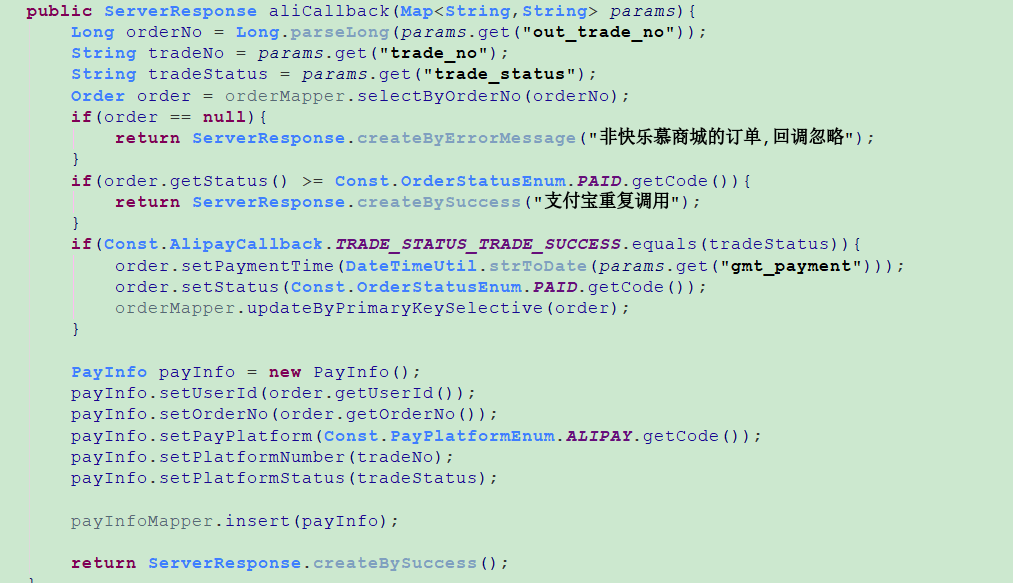 public ServerResponse aliCallback(Map<String,String> params){
    Long orderNo = Long.parseLong(params.get("out_trade_no"));
    String tradeNo = params.get("trade_no");
    String tradeStatus = params.get("trade_status");
    Order order = orderMapper.selectByOrderNo(orderNo);
    if(order == null){
        return ServerResponse.createByErrorMessage("非快乐慕商城的订单,回调忽略");
    }
    if(order.getStatus() >= Const.OrderStatusEnum.PAID.getCode()){
        return ServerResponse.createBySuccess("支付宝重复调用");
    }
    if(Const.AlipayCallback.TRADE_STATUS_TRADE_SUCCESS.equals(tradeStatus)){
        order.setPaymentTime(DateTimeUtil.strToDate(params.get("gmt_payment")));
        order.setStatus(Const.OrderStatusEnum.PAID.getCode());
        orderMapper.updateByPrimaryKeySelective(order);
    }

    PayInfo payInfo = new PayInfo();
    payInfo.setUserId(order.getUserId());
    payInfo.setOrderNo(order.getOrderNo());
    payInfo.setPayPlatform(Const.PayPlatformEnum.ALIPAY.getCode());
    payInfo.setPlatformNumber(tradeNo);
    payInfo.setPlatformStatus(tradeStatus);

    payInfoMapper.insert(payInfo);

    return ServerResponse.createBySuccess();
}